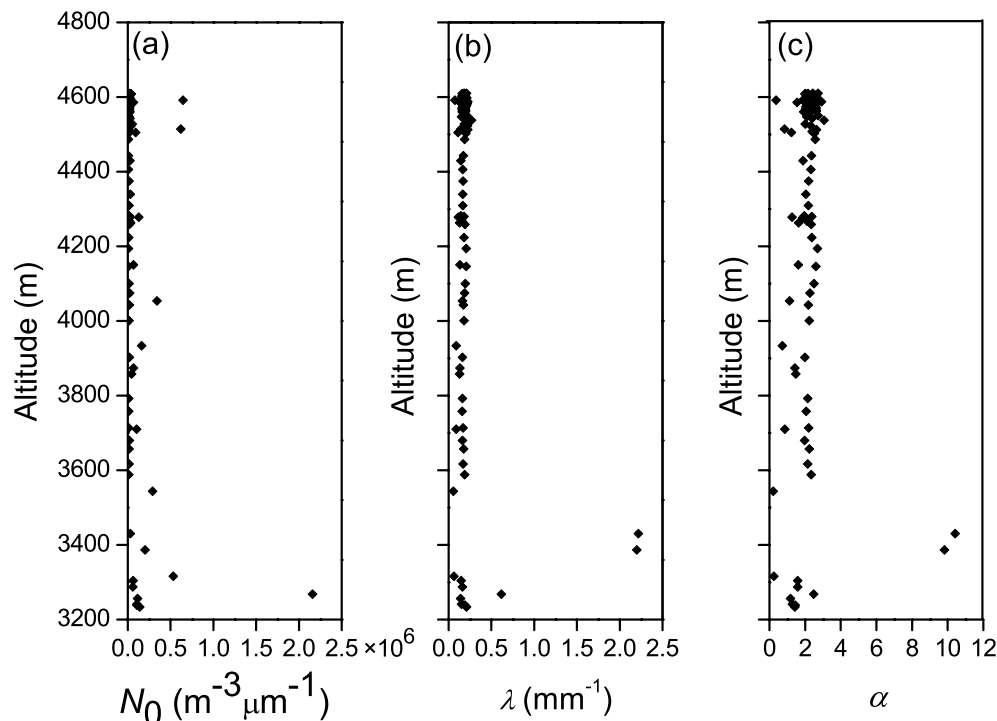 (a) (b) (c)
Altitude (m)
4800
4600
4400
4200
4000
3800
3600
3400
3200
0.0 0.5 1.0 1.5 2.0 2.5 ×10⁶
N₀ (m⁻³μm⁻¹)
Altitude (m)
0.0 0.5 1.0 1.5 2.0 2.5
λ (mm⁻¹)
Altitude (m)
0 2 4 6 8 10 12
α